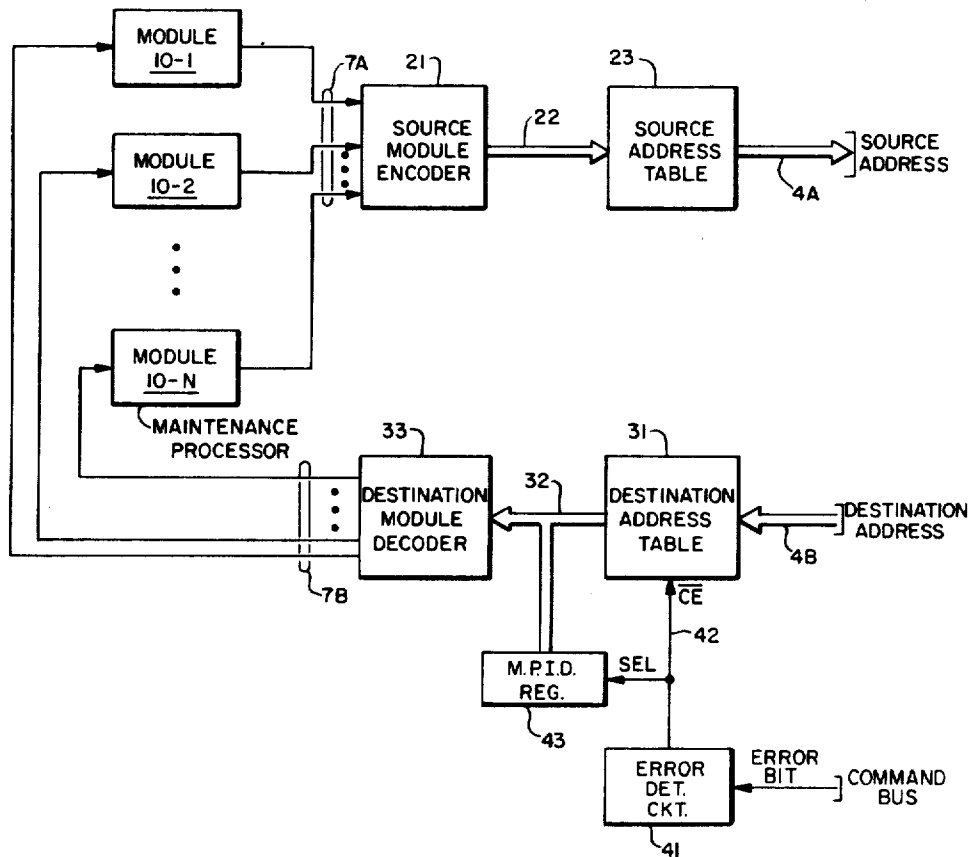 MODULE
10-1
7A
21
SOURCE
MODULE
ENCODER
22
23
SOURCE
ADDRESS
TABLE
SOURCE
ADDRESS
4A
MODULE
10-2
MODULE
10-N
MAINTENANCE
PROCESSOR
33
DESTINATION
MODULE
DECODER
7B
32
31
DESTINATION
ADDRESS
TABLE
DESTINATION
ADDRESS
4B
CE
42
M.P.I.D.
REG.
SEL
43
ERROR
DET.
CKT.
41
ERROR
BIT
COMMAND
BUS